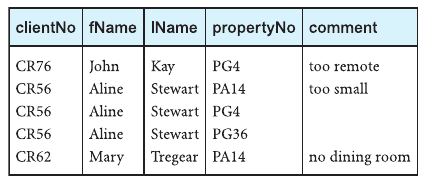 clientNo fName lName propertyNo comment
CR76 John Kay PG4 too remote
CR56 Aline Stewart PA14 too small
CR56 Aline Stewart PG4
CR56 Aline Stewart PG36
CR62 Mary Tregear PA14 no dining room